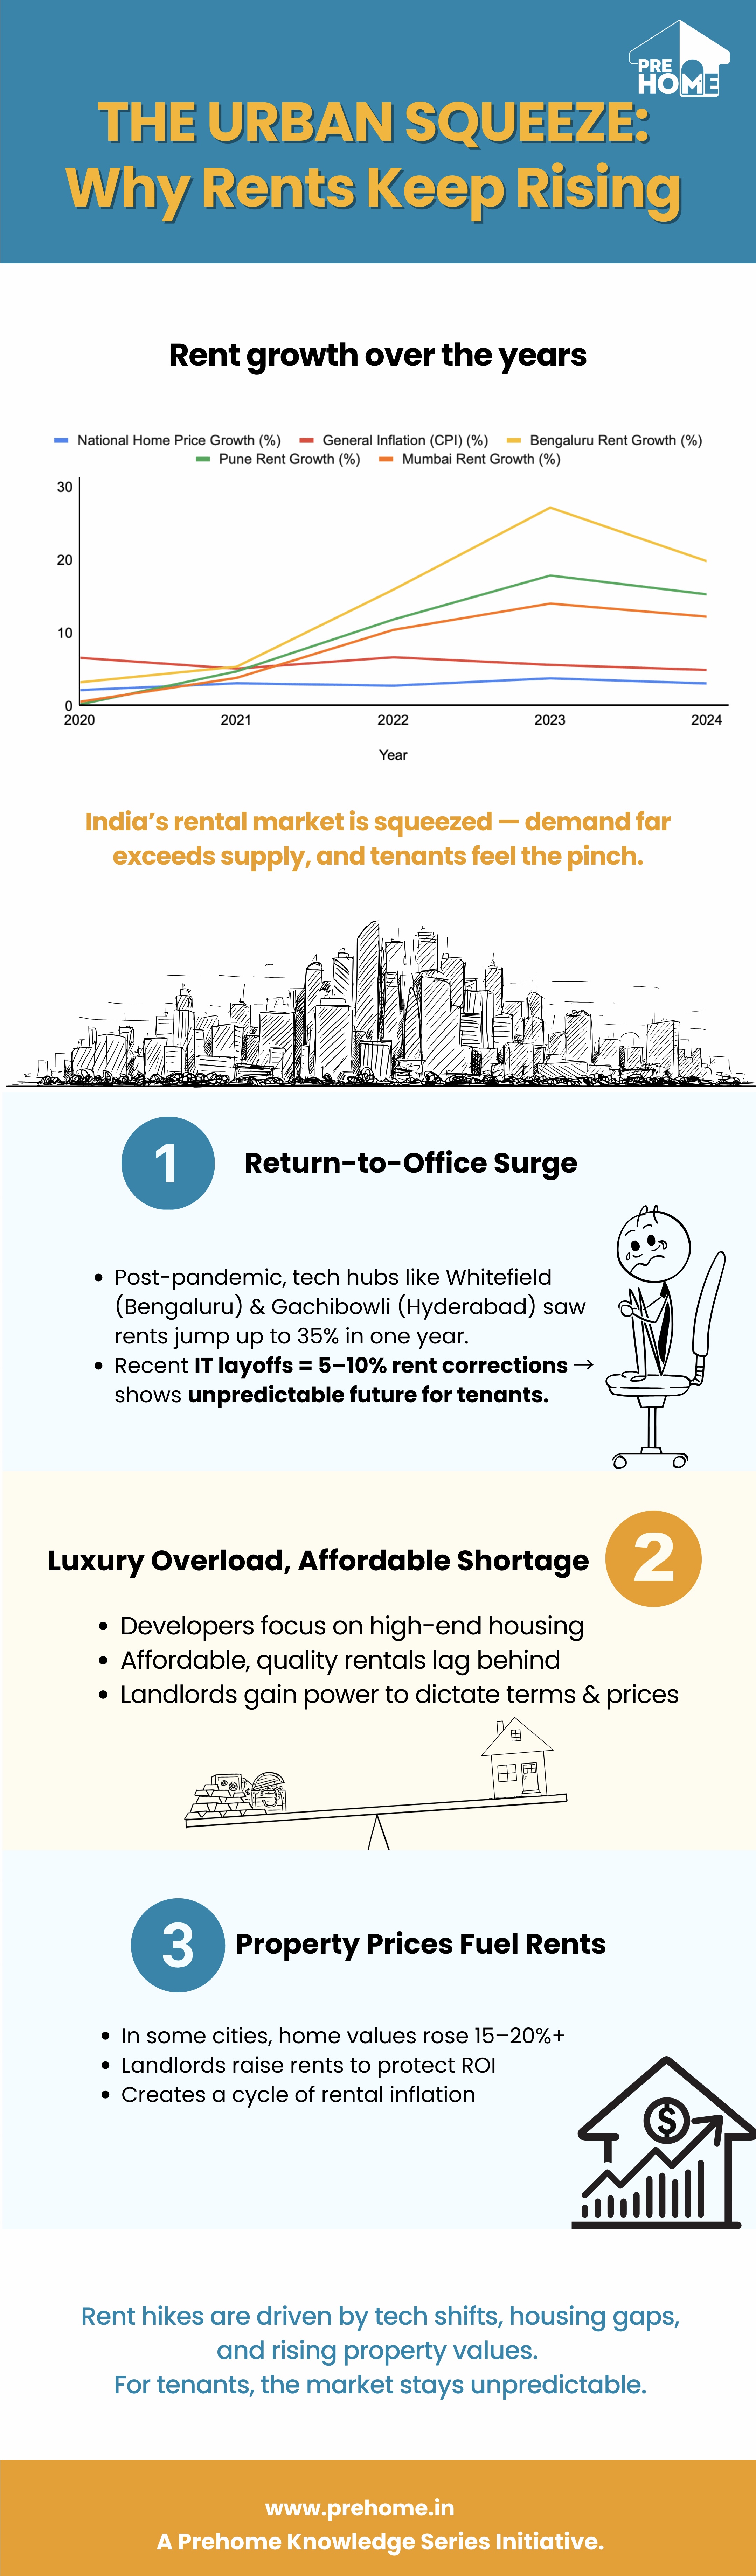 PRE
HOME
THE URBAN SQUEEZE:
Why Rents Keep Rising
Rent growth over the years
National Home Price Growth (%) General Inflation (CPI) (%) Bengaluru Rent Growth (%)
Pune Rent Growth (%) Mumbai Rent Growth (%)
30
20
10
0
2020 2021 2022 2023 2024
Year
India's rental market is squeezed — demand far
exceeds supply, and tenants feel the pinch.
1 Return-to-Office Surge
• Post-pandemic, tech hubs like Whitefield
(Bengaluru) & Gachibowli (Hyderabad) saw
rents jump up to 35% in one year.
• Recent IT layoffs = 5–10% rent corrections →
shows unpredictable future for tenants.
Luxury Overload, Affordable Shortage 2
• Developers focus on high-end housing
• Affordable, quality rentals lag behind
• Landlords gain power to dictate terms & prices
3 Property Prices Fuel Rents
• In some cities, home values rose 15–20%+
• Landlords raise rents to protect ROI
• Creates a cycle of rental inflation
$
Rent hikes are driven by tech shifts, housing gaps,
and rising property values.
For tenants, the market stays unpredictable.
www.prehome.in
A Prehome Knowledge Series Initiative.